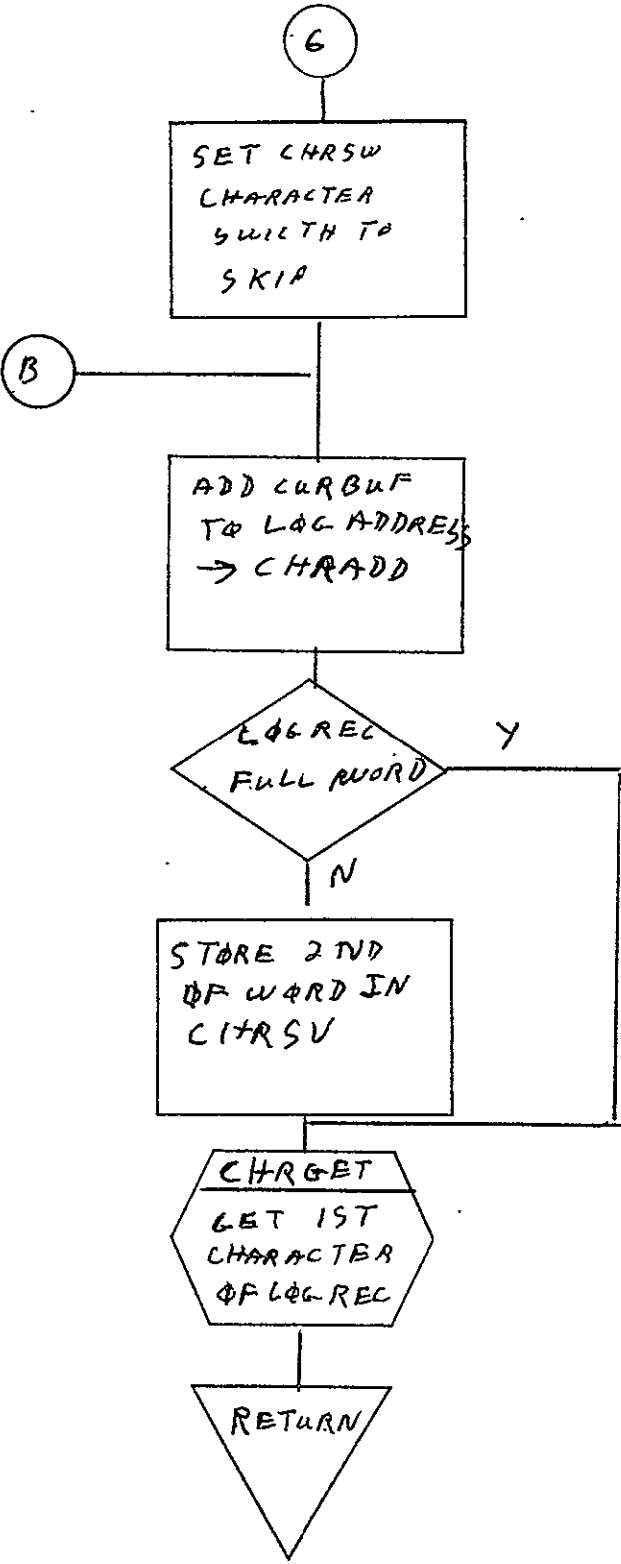 6
SET CHRSW
CHARACTER
SWICTH TO
SKIP
B
ADD CURBUF
TO LOG ADDRESS
→ CHRADD
LOGREC
FULL WORD
Y
N
STORE 2ND
OF WORD IN
CHRSV
CHRGET
GET 1ST
CHARACTER
OF LOGREC
RETURN